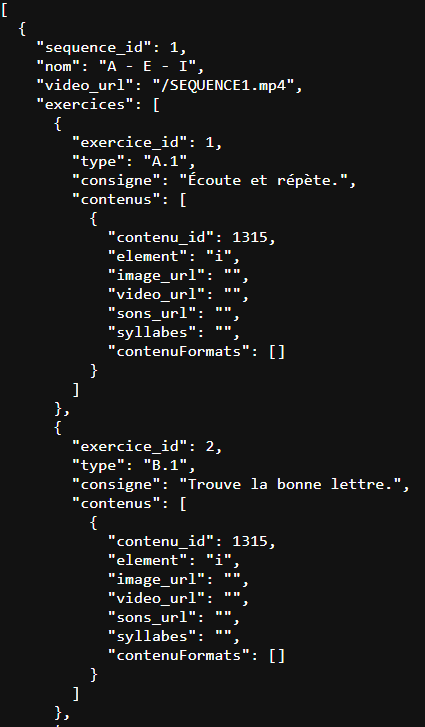 [
  {
    "sequence_id": 1,
    "nom": "A - E - I",
    "video_url": "/SEQUENCE1.mp4",
    "exercices": [
      {
        "exercice_id": 1,
        "type": "A.1",
        "consigne": "Écoute et répète.",
        "contenus": [
          {
            "contenu_id": 1315,
            "element": "i",
            "image_url": "",
            "video_url": "",
            "sons_url": "",
            "syllabes": "",
            "contenuFormats": []
          }
        ]
      },
      {
        "exercice_id": 2,
        "type": "B.1",
        "consigne": "Trouve la bonne lettre.",
        "contenus": [
          {
            "contenu_id": 1315,
            "element": "i",
            "image_url": "",
            "video_url": "",
            "sons_url": "",
            "syllabes": "",
            "contenuFormats": []
          }
        ]
      },